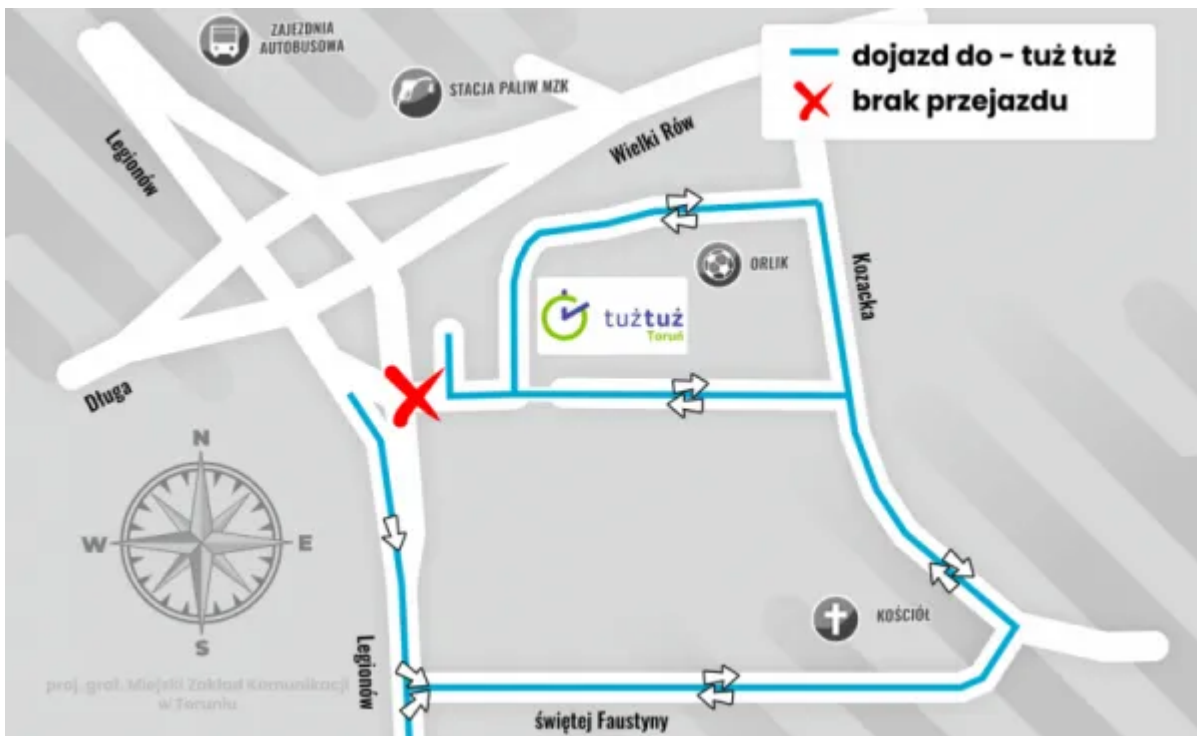 ZAJEZDNIA
AUTOBUSOWA
STACJA PALIW MZK
dojazd do - tuż tuż
brak przejazdu
Legionów
Wielki Rów
ORLIK
Kozacka
tużtuż
Toruń
Długa
N
W
E
S
KOŚCIÓŁ
Legionów
proj. graf. Miejski Zakład Komunikacji
w Toruniu
świętej Faustyny